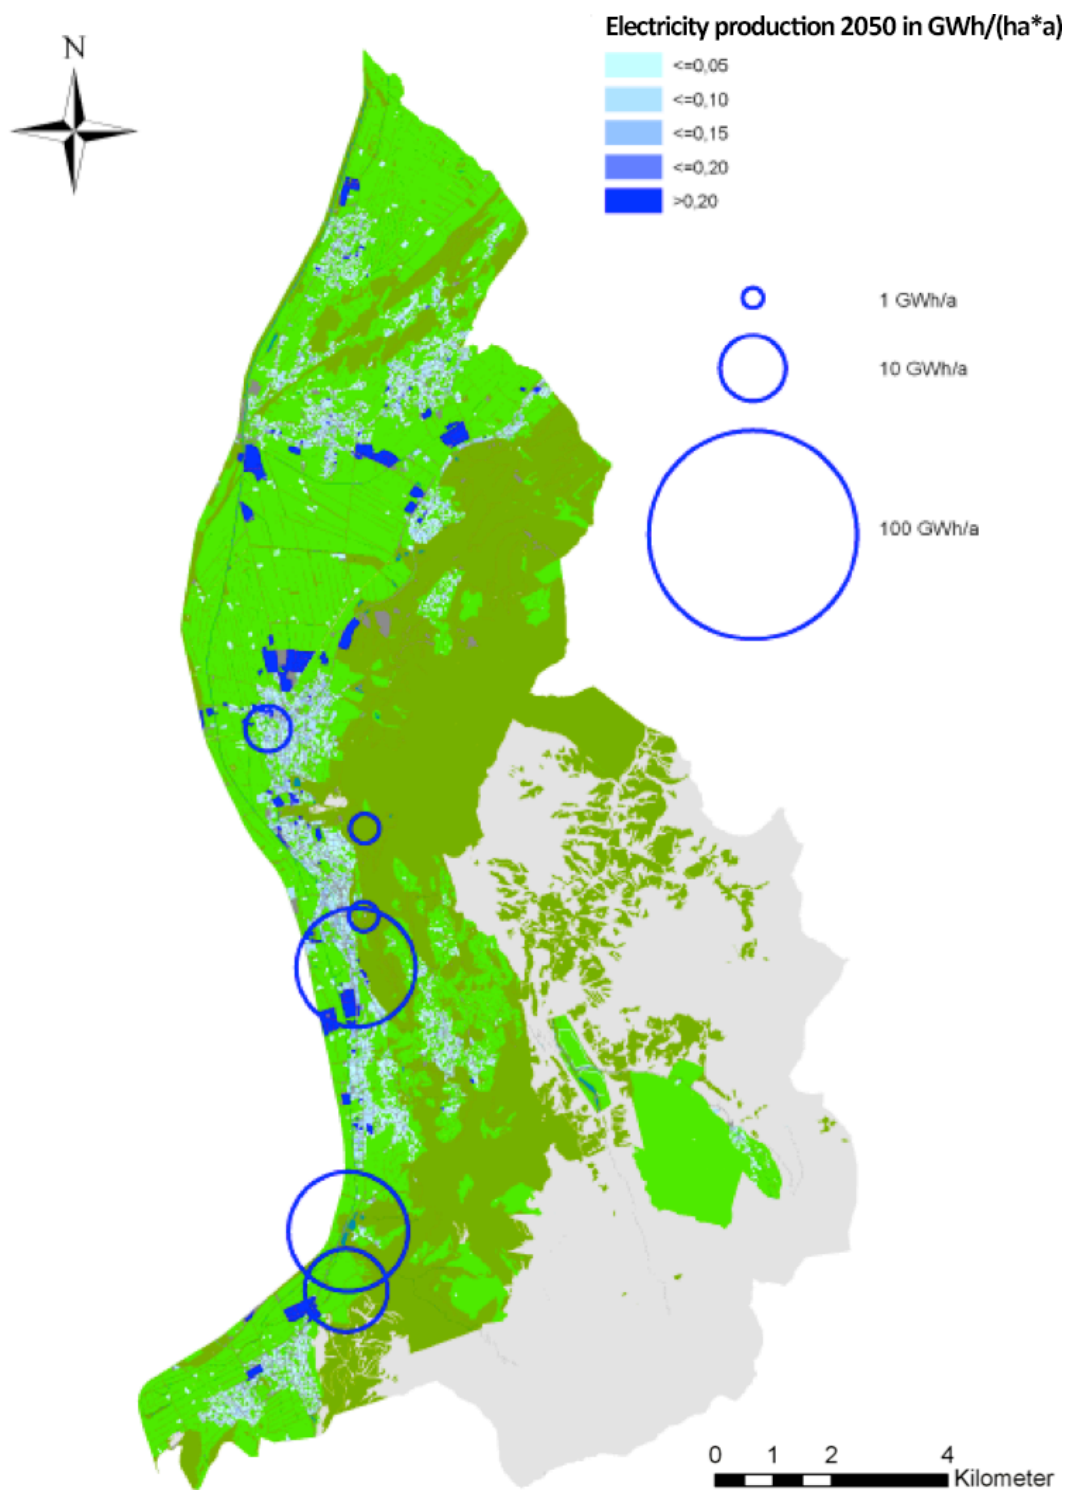 Electricity production 2050 in GWh/(ha*a)
N
<=0,05
<=0,10
<=0,15
<=0,20
>0,20
1 GWh/a
10 GWh/a
100 GWh/a
0 1 2 4
Kilometer